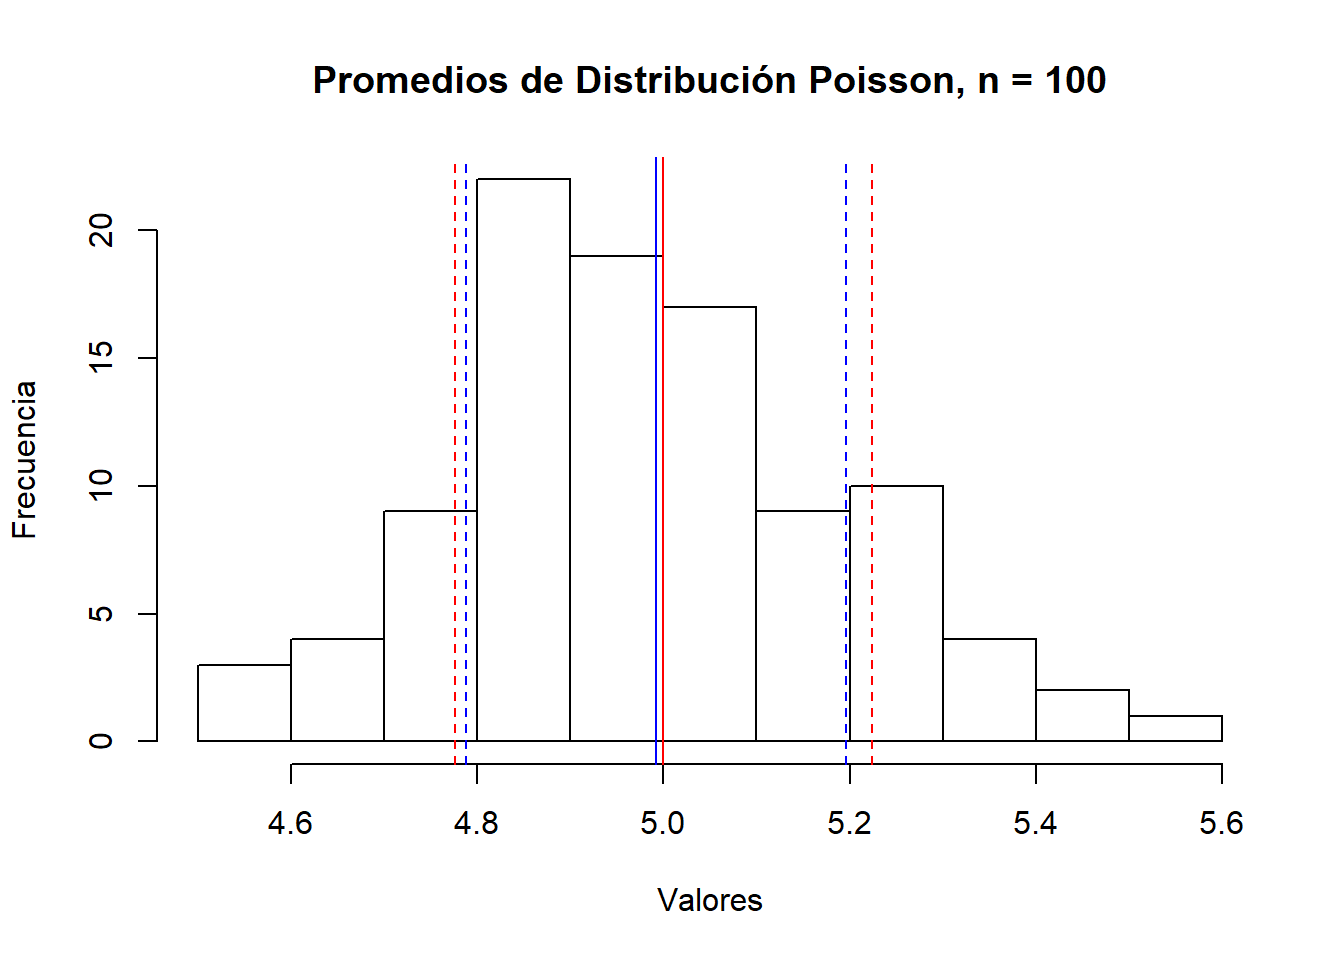 Promedios de Distribución Poisson, n = 100
Frecuencia
20
15
10
5
0
4.6 4.8 5.0 5.2 5.4 5.6
Valores